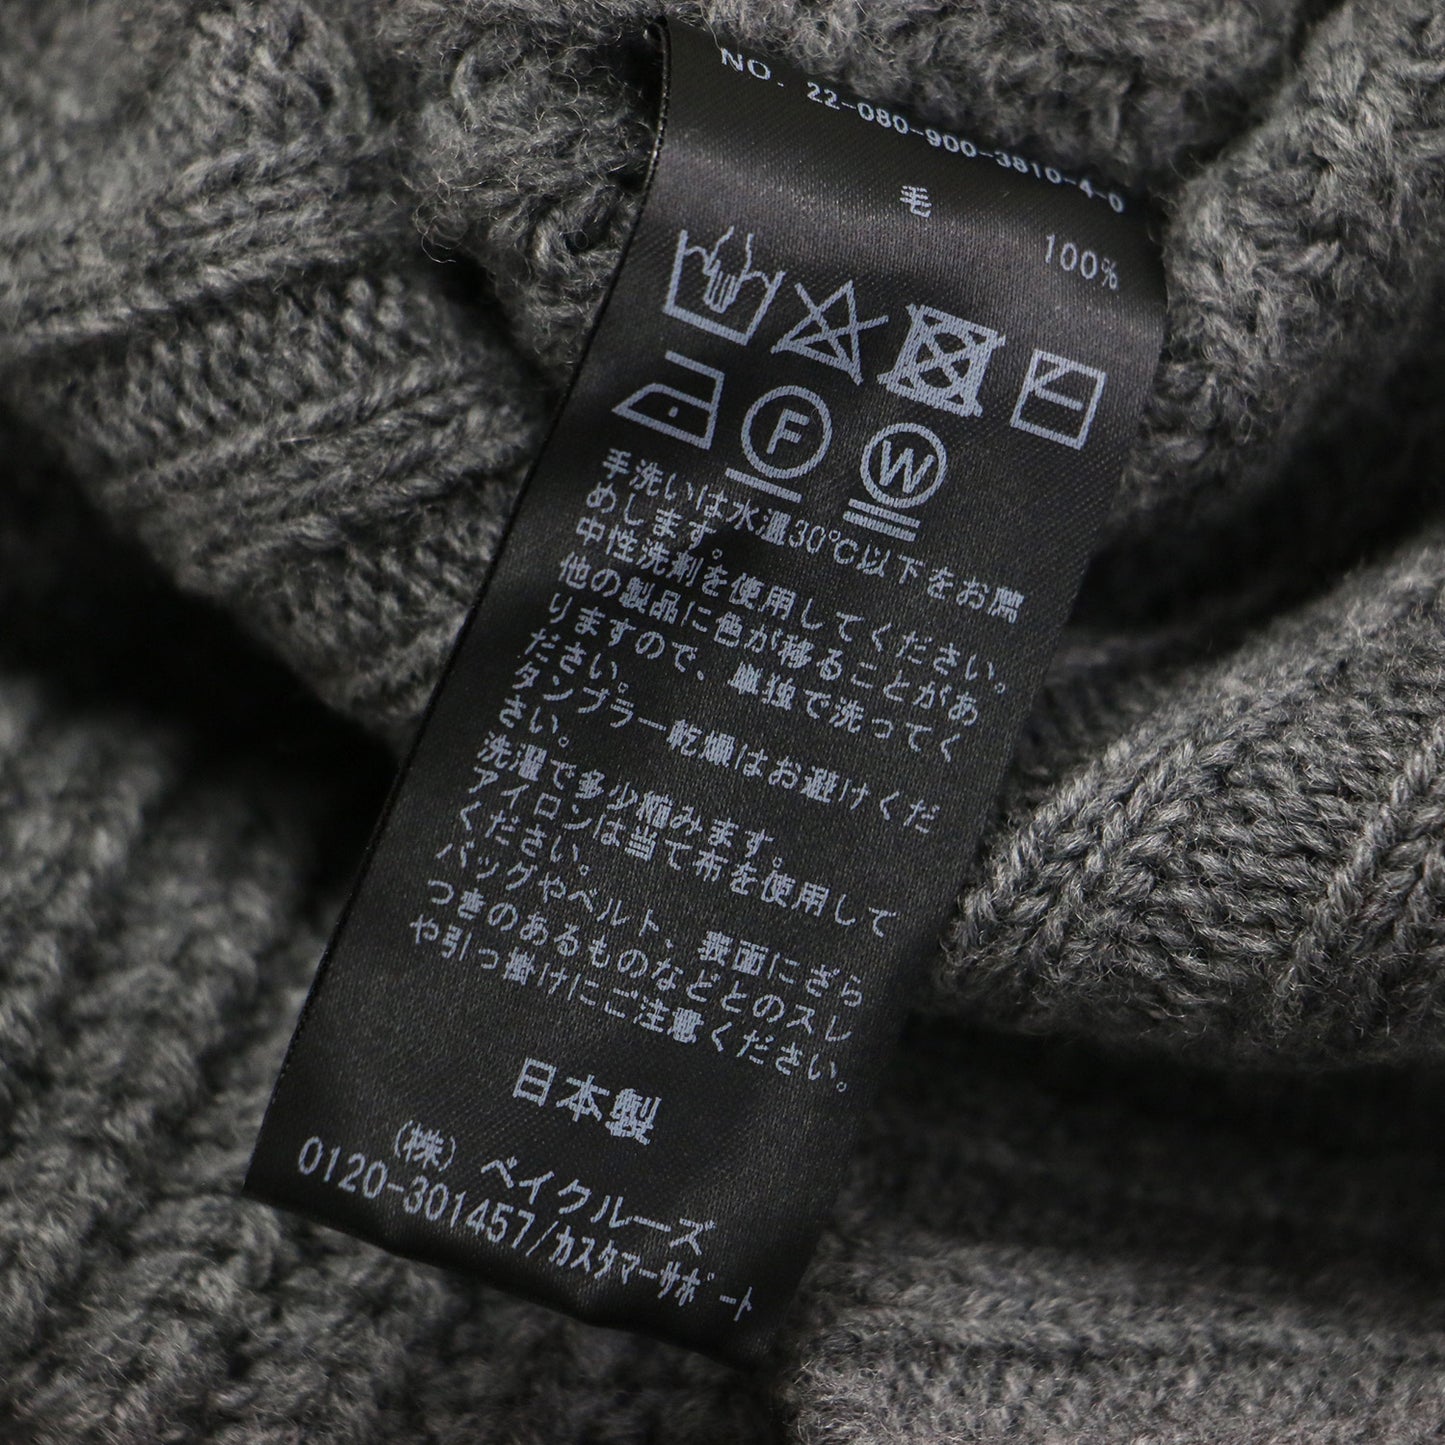 NO. 22-080-900-3810-4-0
毛
100%
F
W
手洗いは水温30℃以下をお薦
めします。
中性洗剤を使用してください。
他の製品に色が移ることがあ
りますので、単独で洗ってく
ださい。
タンブラー乾燥はお避けくだ
さい。
洗濯で多少縮みます。
アイロンは当て布を使用して
ください。
バッグやベルト、表面にざら
つきのあるものなどとのスレ
や引っ掛けにご注意ください。
日本製
(株) ベイクルーズ
0120-301457/ｶｽﾀﾏｰｻﾎﾟｰﾄ